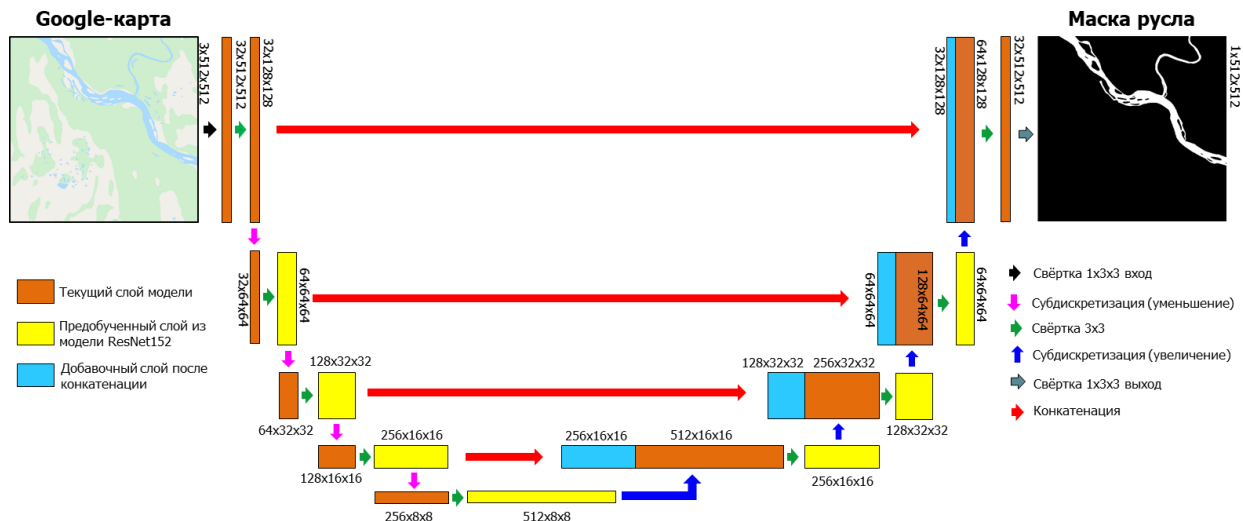 Google-карта
Маска русла
3x512x512
32x512x512
32x128x128
32x128x128
64x128x128
32x512x512
1x512x512
32x64x64
64x64x64
64x64x64
128x64x64
64x64x64
Текущий слой модели
Предобученный слой из
модели ResNet152
Добавочный слой после
конкатенации
Свёртка 1x3x3 вход
Субдискретизация (уменьшение)
Свёртка 3x3
Субдискретизация (увеличение)
Свёртка 1x3x3 выход
Конкатенация
128x32x32
64x32x32
128x32x32
256x32x32
128x32x32
256x16x16
128x16x16
256x16x16
512x16x16
256x16x16
256x8x8
512x8x8